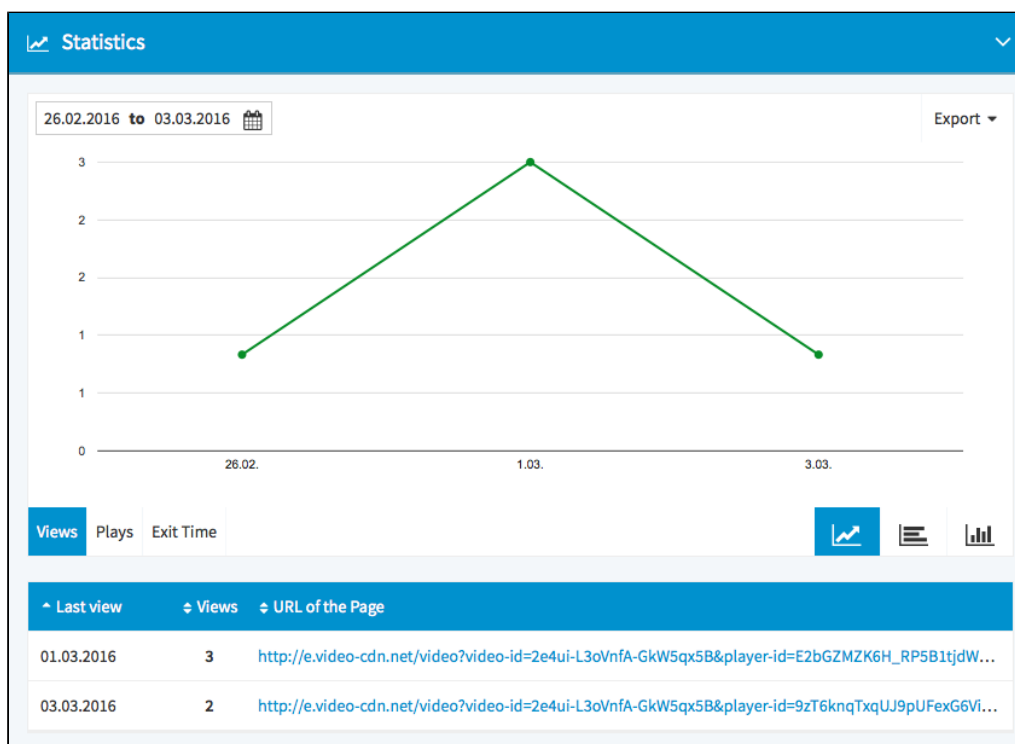 Statistics
26.02.2016 to 03.03.2016
Export
3
2
2
1
1
0
26.02. 1.03. 3.03.
Views Plays Exit Time
Last view Views URL of the Page
01.03.2016 3 http://e.video-cdn.net/video?video-id=2e4ui-L3oVnfA-GkW5qx5B&player-id=E2bGZMZK6H_RP5B1tjdW...
03.03.2016 2 http://e.video-cdn.net/video?video-id=2e4ui-L3oVnfA-GkW5qx5B&player-id=9zT6knqTxqUJ9pUFexG6Vi...